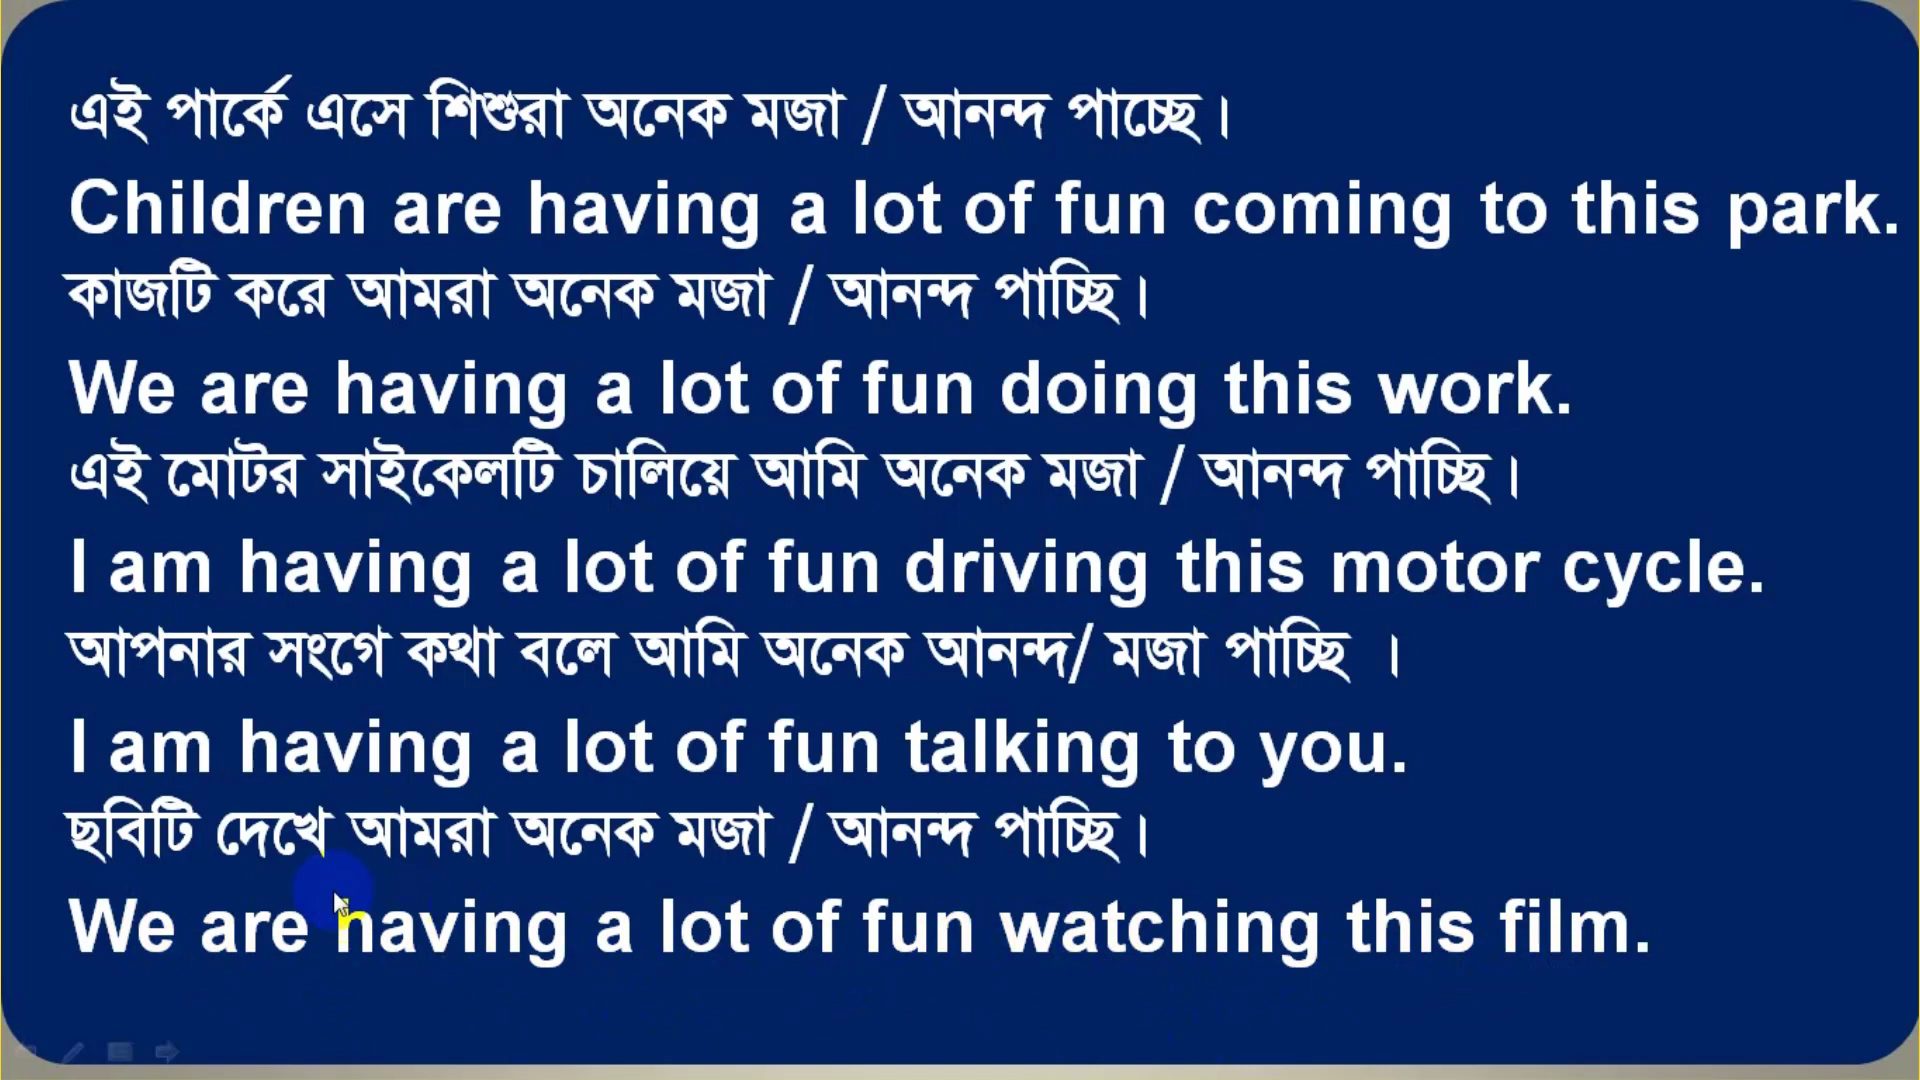 এই পার্কে এসে শিশুরা অনেক মজা / আনন্দ পাচ্ছে।
Children are having a lot of fun coming to this park.
কাজটি করে আমরা অনেক মজা / আনন্দ পাচ্ছি।
We are having a lot of fun doing this work.
এই মোটর সাইকেলটি চালিয়ে আমি অনেক মজা / আনন্দ পাচ্ছি।
I am having a lot of fun driving this motor cycle.
আপনার সংগে কথা বলে আমি অনেক আনন্দ/ মজা পাচ্ছি ।
I am having a lot of fun talking to you.
ছবিটি দেখে আমরা অনেক মজা / আনন্দ পাচ্ছি।
We are having a lot of fun watching this film.